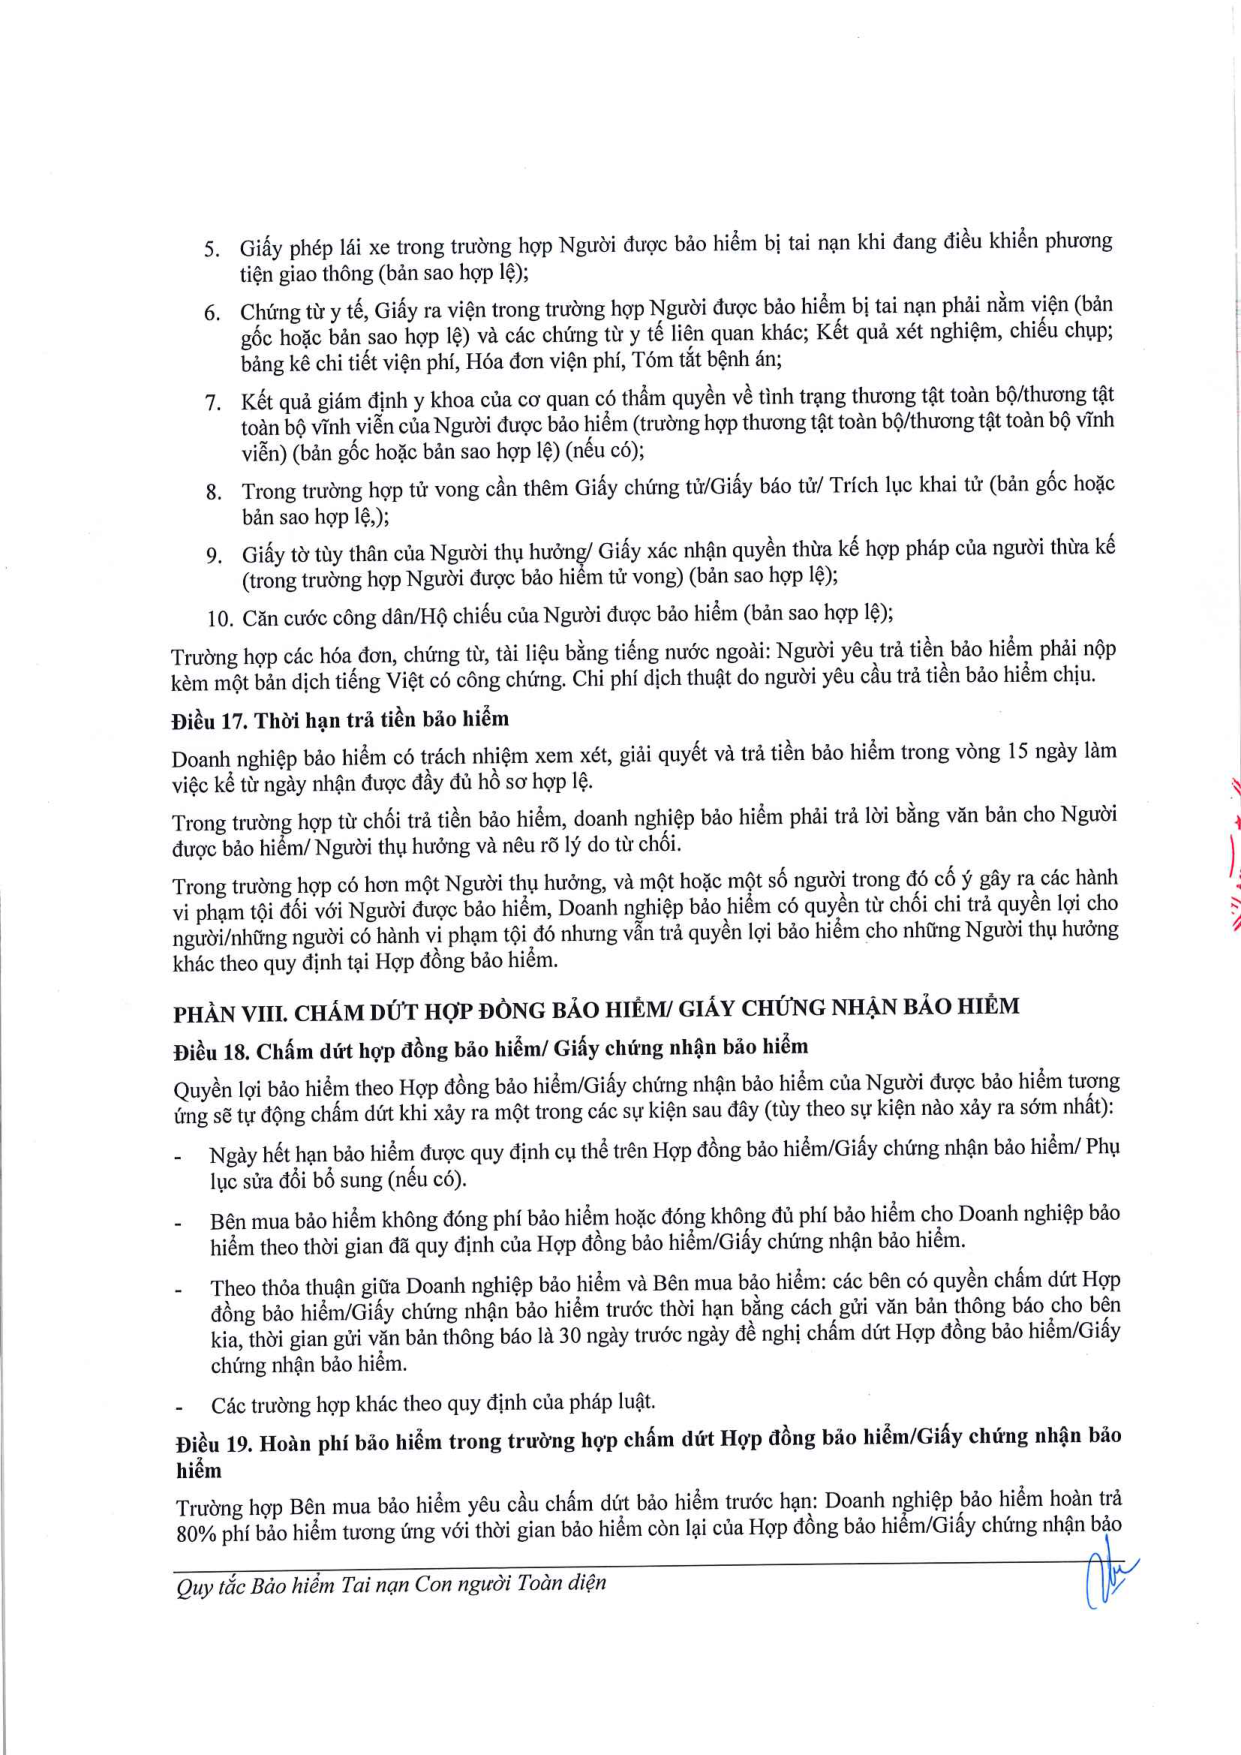 5. Giấy phép lái xe trong trường hợp Người được bảo hiểm bị tai nạn khi đang điều khiển phương
tiện giao thông (bản sao hợp lệ);
6. Chứng từ y tế, Giấy ra viện trong trường hợp Người được bảo hiểm bị tai nạn phải nằm viện (bản
gốc hoặc bản sao hợp lệ) và các chứng từ y tế liên quan khác; Kết quả xét nghiệm, chiếu chụp;
bảng kê chi tiết viện phí, Hóa đơn viện phí, Tóm tắt bệnh án;
7. Kết quả giám định y khoa của cơ quan có thẩm quyền về tình trạng thương tật toàn bộ/thương tật
toàn bộ vĩnh viễn của Người được bảo hiểm (trường hợp thương tật toàn bộ/thương tật toàn bộ vĩnh
viễn) (bản gốc hoặc bản sao hợp lệ) (nếu có);
8. Trong trường hợp tử vong cần thêm Giấy chứng tử/Giấy báo tử/ Trích lục khai tử (bản gốc hoặc
bản sao hợp lệ,);
9. Giấy tờ tùy thân của Người thụ hưởng/ Giấy xác nhận quyền thừa kế hợp pháp của người thừa kế
(trong trường hợp Người được bảo hiểm tử vong) (bản sao hợp lệ);
10. Căn cước công dân/Hộ chiếu của Người được bảo hiểm (bản sao hợp lệ);
Trường hợp các hóa đơn, chứng từ, tài liệu bằng tiếng nước ngoài: Người yêu trả tiền bảo hiểm phải nộp
kèm một bản dịch tiếng Việt có công chứng. Chi phí dịch thuật do người yêu cầu trả tiền bảo hiểm chịu.
Điều 17. Thời hạn trả tiền bảo hiểm
Doanh nghiệp bảo hiểm có trách nhiệm xem xét, giải quyết và trả tiền bảo hiểm trong vòng 15 ngày làm
việc kể từ ngày nhận được đầy đủ hồ sơ hợp lệ.
Trong trường hợp từ chối trả tiền bảo hiểm, doanh nghiệp bảo hiểm phải trả lời bằng văn bản cho Người
được bảo hiểm/ Người thụ hưởng và nêu rõ lý do từ chối.
Trong trường hợp có hơn một Người thụ hưởng, và một hoặc một số người trong đó cố ý gây ra các hành
vi phạm tội đối với Người được bảo hiểm, Doanh nghiệp bảo hiểm có quyền từ chối chi trả quyền lợi cho
người/những người có hành vi phạm tội đó nhưng vẫn trả quyền lợi bảo hiểm cho những Người thụ hưởng
khác theo quy định tại Hợp đồng bảo hiểm.
PHẦN VIII. CHẤM DỨT HỢP ĐỒNG BẢO HIỂM/ GIẤY CHỨNG NHẬN BẢO HIỂM
Điều 18. Chấm dứt hợp đồng bảo hiểm/ Giấy chứng nhận bảo hiểm
Quyền lợi bảo hiểm theo Hợp đồng bảo hiểm/Giấy chứng nhận bảo hiểm của Người được bảo hiểm tương
ứng sẽ tự động chấm dứt khi xảy ra một trong các sự kiện sau đây (tùy theo sự kiện nào xảy ra sớm nhất):
- Ngày hết hạn bảo hiểm được quy định cụ thể trên Hợp đồng bảo hiểm/Giấy chứng nhận bảo hiểm/ Phụ
lục sửa đổi bổ sung (nếu có).
- Bên mua bảo hiểm không đóng phí bảo hiểm hoặc đóng không đủ phí bảo hiểm cho Doanh nghiệp bảo
hiểm theo thời gian đã quy định của Hợp đồng bảo hiểm/Giấy chứng nhận bảo hiểm.
- Theo thỏa thuận giữa Doanh nghiệp bảo hiểm và Bên mua bảo hiểm: các bên có quyền chấm dứt Hợp
đồng bảo hiểm/Giấy chứng nhận bảo hiểm trước thời hạn bằng cách gửi văn bản thông báo cho bên
kia, thời gian gửi văn bản thông báo là 30 ngày trước ngày đề nghị chấm dứt Hợp đồng bảo hiểm/Giấy
chứng nhận bảo hiểm.
- Các trường hợp khác theo quy định của pháp luật.
Điều 19. Hoàn phí bảo hiểm trong trường hợp chấm dứt Hợp đồng bảo hiểm/Giấy chứng nhận bảo
hiểm
Trường hợp Bên mua bảo hiểm yêu cầu chấm dứt bảo hiểm trước hạn: Doanh nghiệp bảo hiểm hoàn trả
80% phí bảo hiểm tương ứng với thời gian bảo hiểm còn lại của Hợp đồng bảo hiểm/Giấy chứng nhận bảo
Quy tắc Bảo hiểm Tai nạn Con người Toàn diện